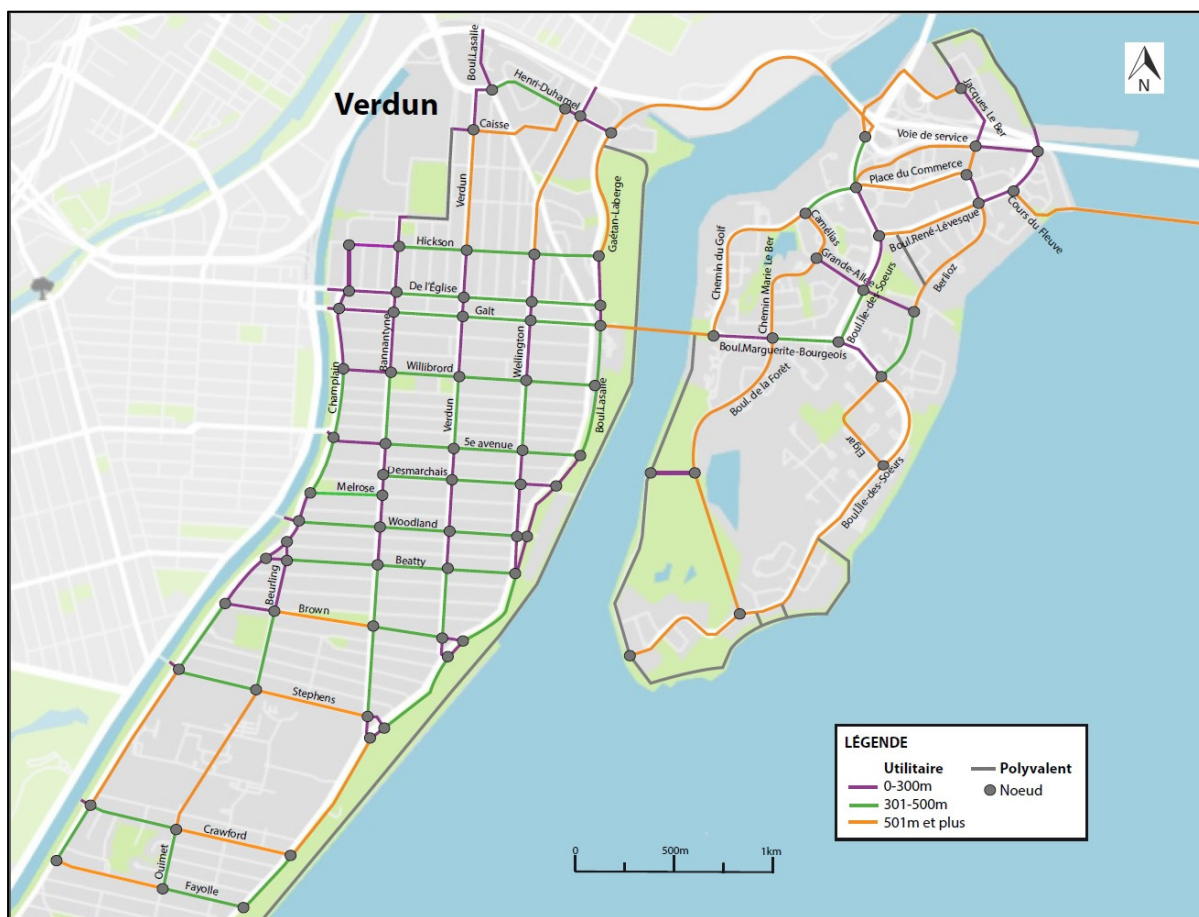 Verdun
Boul.Lasalle
Henri-Duhamel
Caisse
Verdun
Gaétan-Laberge
Hickson
De l'Église
Galt
Bannantyne
Wellington
Champlain
Willibrord
Verdun
Boul.Lasalle
5e avenue
Desmarchais
Melrose
Woodland
Beatty
Beurling
Brown
Stephens
Crawford
Ouimet
Fayolle
Jacques Le Ber
Voie de service
Place du Commerce
Camélias
Boul.René-Lévesque
Cours du Fleuve
Chemin du Golf
Chemin Marie Le Ber
Grande-Allée
Boul.Île-des-Soeurs
Berlioz
Boul.Marguerite-Bourgeois
Boul. de la Forêt
Elgar
Boul.Île-des-Soeurs
N
LÉGENDE
Utilitaire
0-300m
301-500m
501m et plus
Polyvalent
Noeud
0 500m 1km